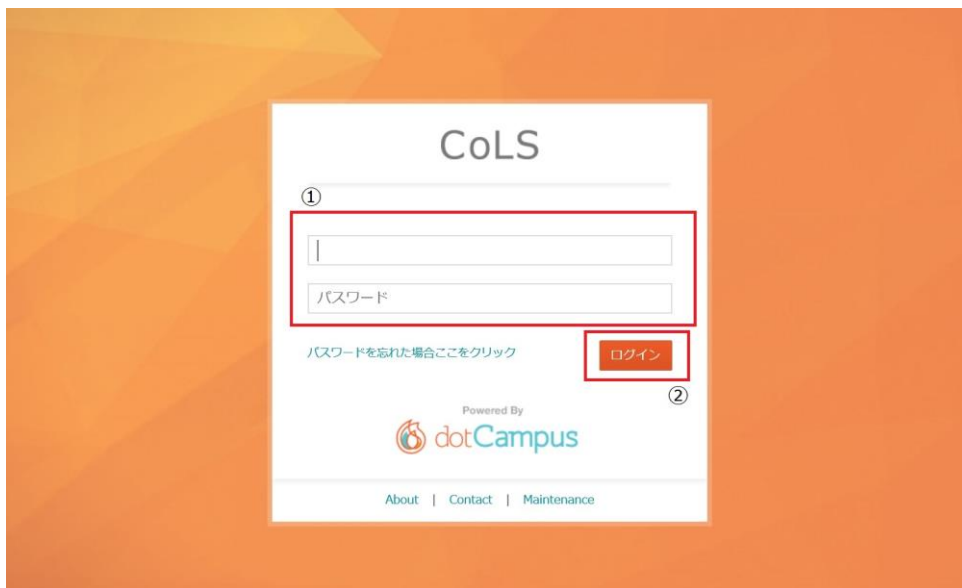 CoLS
①
パスワード
パスワードを忘れた場合ここをクリック
ログイン
②
Powered By
dotCampus
About | Contact | Maintenance